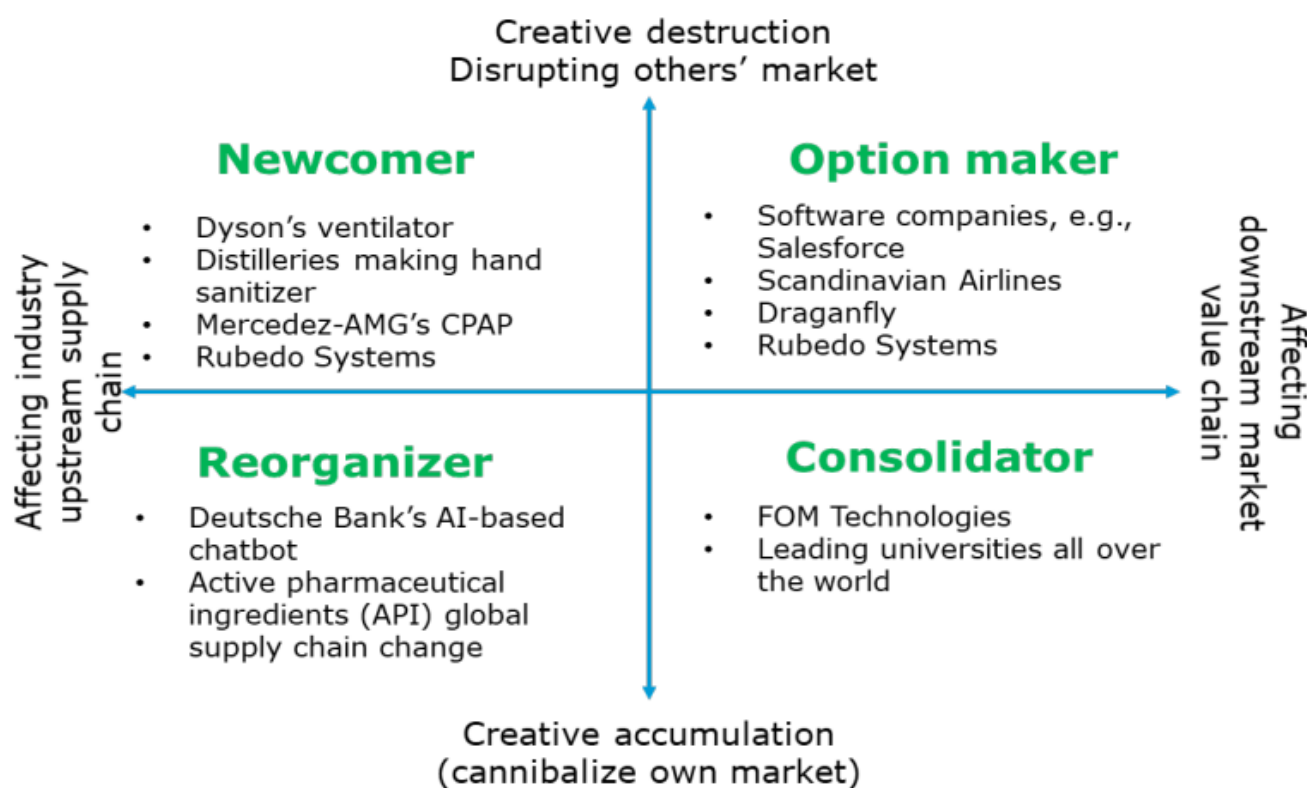 Creative destruction
Disrupting others’ market
Newcomer
• Dyson’s ventilator
• Distilleries making hand
sanitizer
• Mercedez-AMG’s CPAP
• Rubedo Systems
Option maker
• Software companies, e.g.,
Salesforce
• Scandinavian Airlines
• Draganfly
• Rubedo Systems
Affecting industry
upstream supply
chain
Affecting
downstream market
value chain
Reorganizer
• Deutsche Bank’s AI-based
chatbot
• Active pharmaceutical
ingredients (API) global
supply chain change
Consolidator
• FOM Technologies
• Leading universities all over
the world
Creative accumulation
(cannibalize own market)